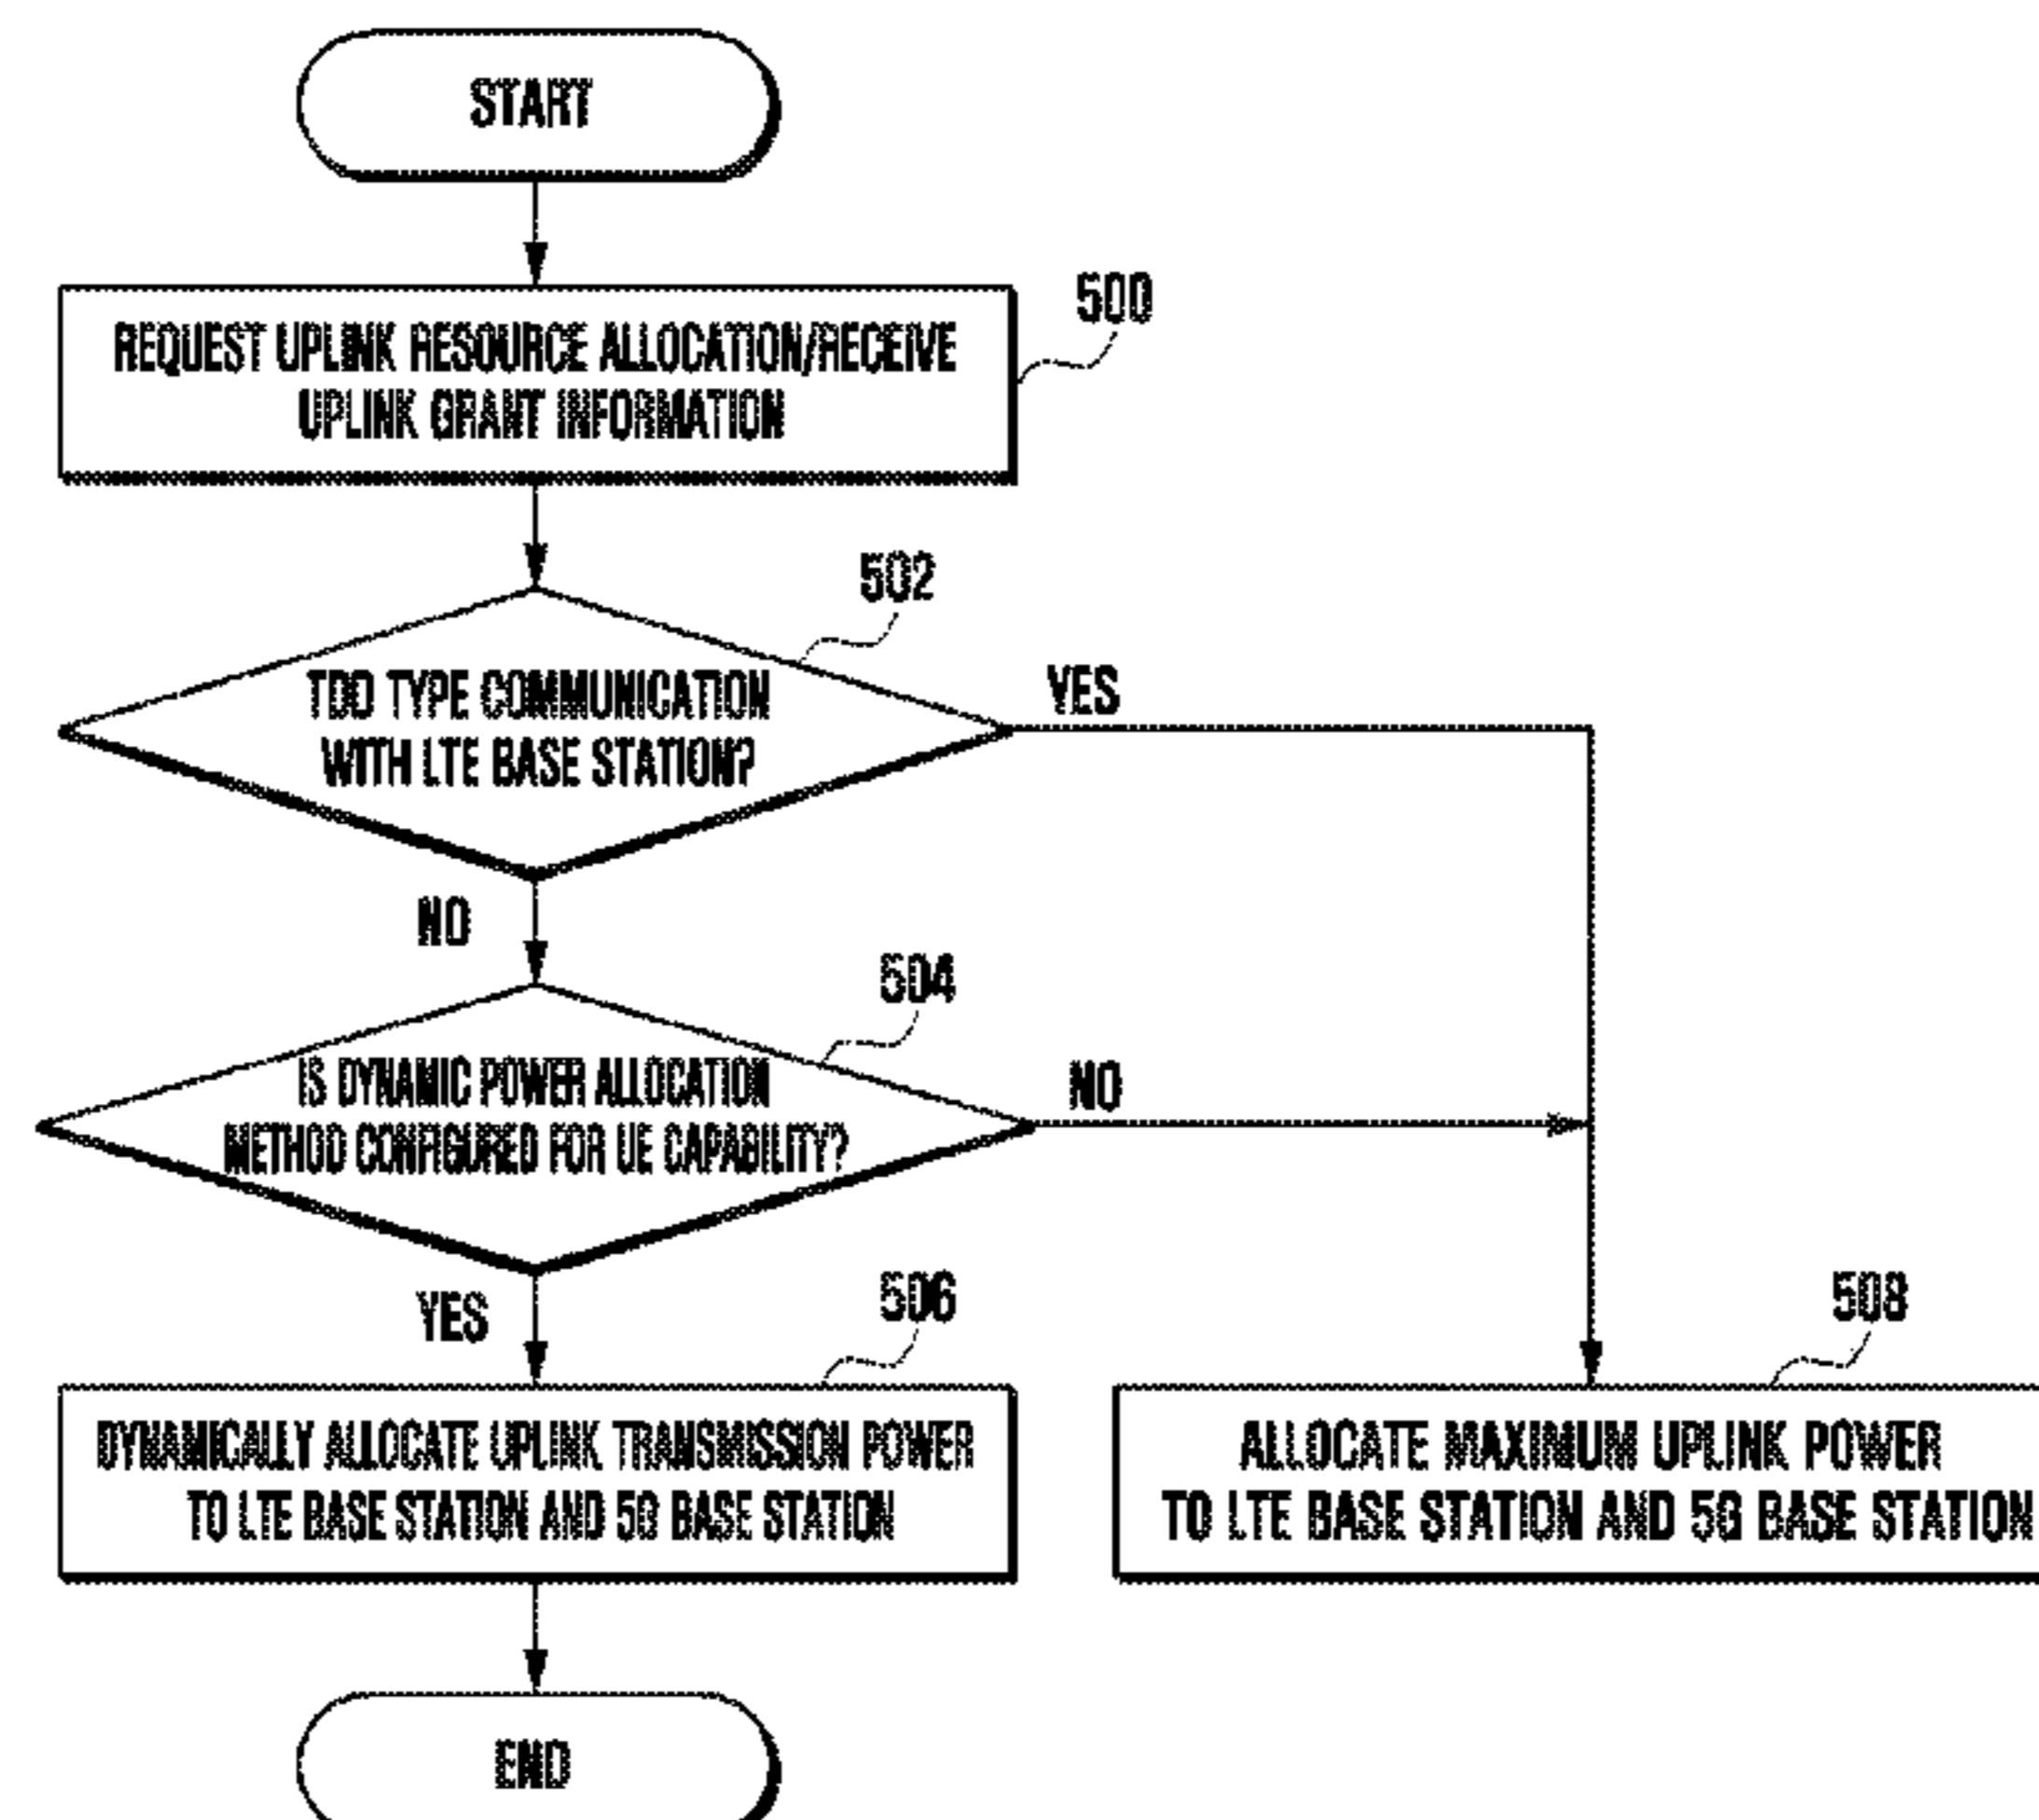 START
500
REQUEST UPLINK RESOURCE ALLOCATION/RECEIVE
UPLINK GRANT INFORMATION
502
TDD TYPE COMMUNICATION
WITH LTE BASE STATION?
YES
NO
504
IS DYNAMIC POWER ALLOCATION
METHOD CONFIGURED FOR UE CAPABILITY?
NO
YES
506
DYNAMICALLY ALLOCATE UPLINK TRANSMISSION POWER
TO LTE BASE STATION AND 5G BASE STATION
508
ALLOCATE MAXIMUM UPLINK POWER
TO LTE BASE STATION AND 5G BASE STATION
END